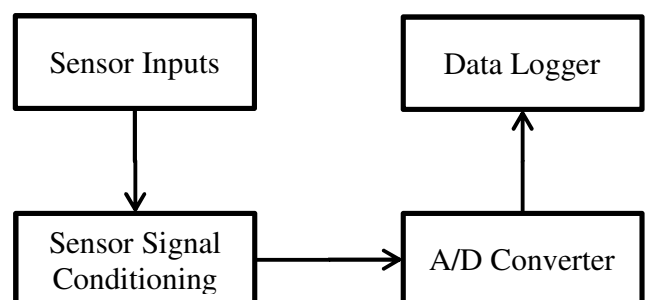 Sensor Inputs
Data Logger
Sensor Signal
Conditioning
A/D Converter